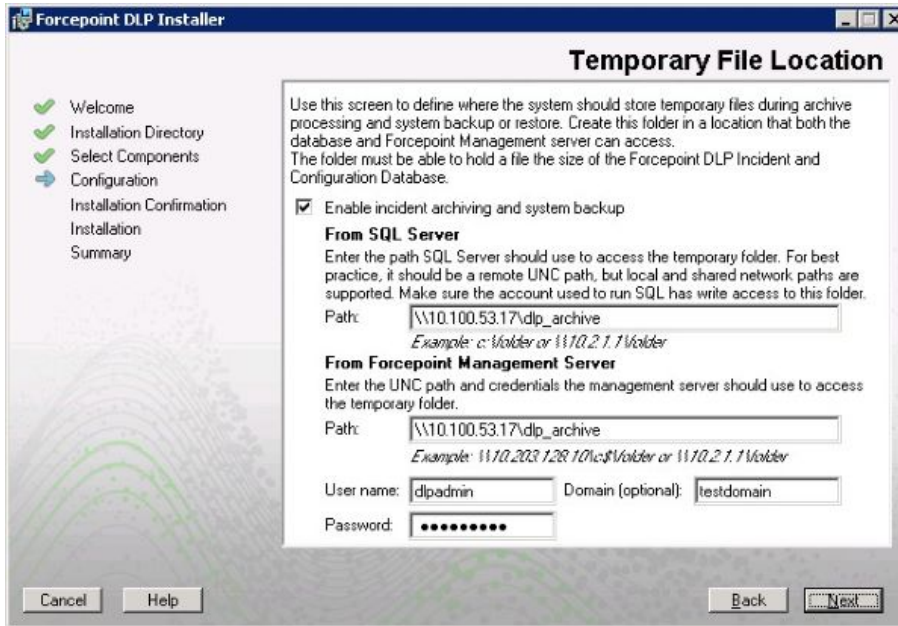 Forcepoint DLP Installer
Temporary File Location
Welcome
Installation Directory
Select Components
Configuration
Installation Confirmation
Installation
Summary
Use this screen to define where the system should store temporary files during archive
processing and system backup or restore. Create this folder in a location that both the
database and Forcepoint Management server can access.
The folder must be able to hold a file the size of the Forcepoint DLP Incident and
Configuration Database.
Enable incident archiving and system backup
From SQL Server
Enter the path SQL Server should use to access the temporary folder. For best
practice, it should be a remote UNC path, but local and shared network paths are
supported. Make sure the account used to run SQL has write access to this folder.
Path: \\10.100.53.17\dlp_archive
Example: c:\folder or \\10.2.1.1\folder
From Forcepoint Management Server
Enter the UNC path and credentials the management server should use to access
the temporary folder.
Path: \\10.100.53.17\dlp_archive
Example: \\10.203.128.10\c$\folder or \\10.2.1.1\folder
User name: dlpadmin Domain (optional): testdomain
Password: ●●●●●●●●●
Cancel Help Back Next